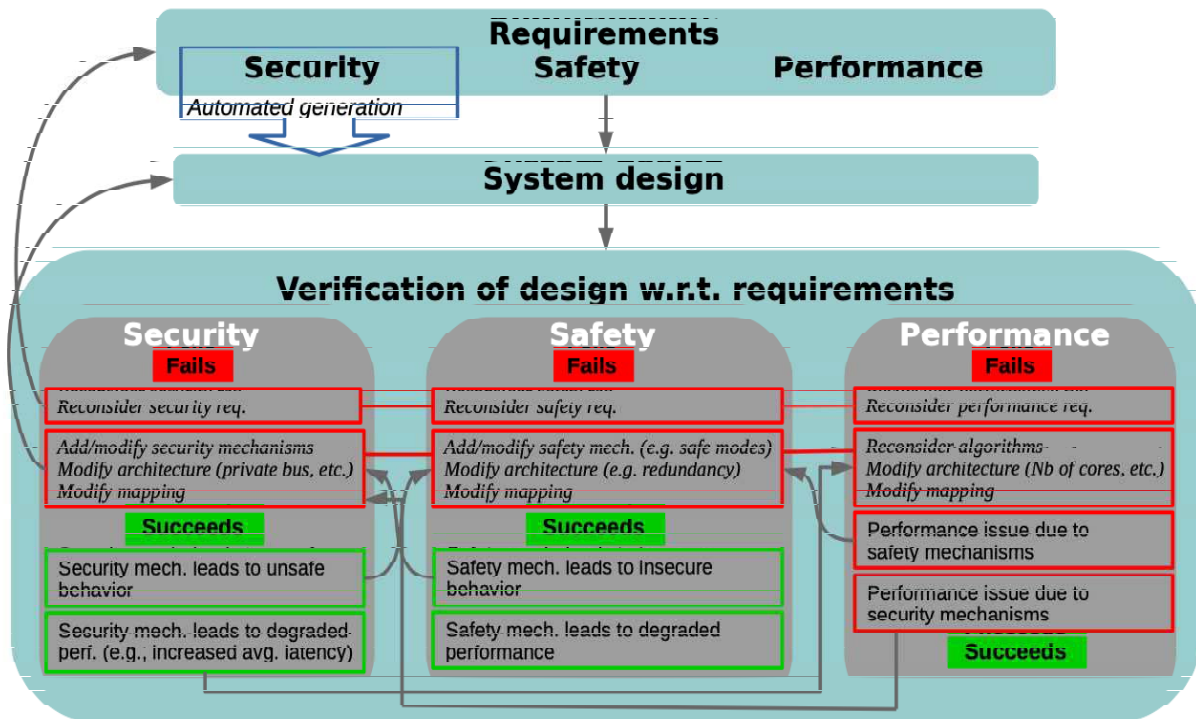 Requirements
Security Safety Performance
Automated generation
System design
Verification of design w.r.t. requirements
Security
Fails
Reconsider security req.
Add/modify security mechanisms
Modify architecture (private bus, etc.)
Modify mapping
Succeeds
Security mech. leads to unsafe
behavior
Security mech. leads to degraded
perf. (e.g., increased avg. latency)
Safety
Fails
Reconsider safety req.
Add/modify safety mech. (e.g. safe modes)
Modify architecture (e.g. redundancy)
Modify mapping
Succeeds
Safety mech. leads to insecure
behavior
Safety mech. leads to degraded
performance
Performance
Fails
Reconsider performance req.
Reconsider algorithms
Modify architecture (Nb of cores, etc.)
Modify mapping
Performance issue due to
safety mechanisms
Performance issue due to
security mechanisms
Succeeds